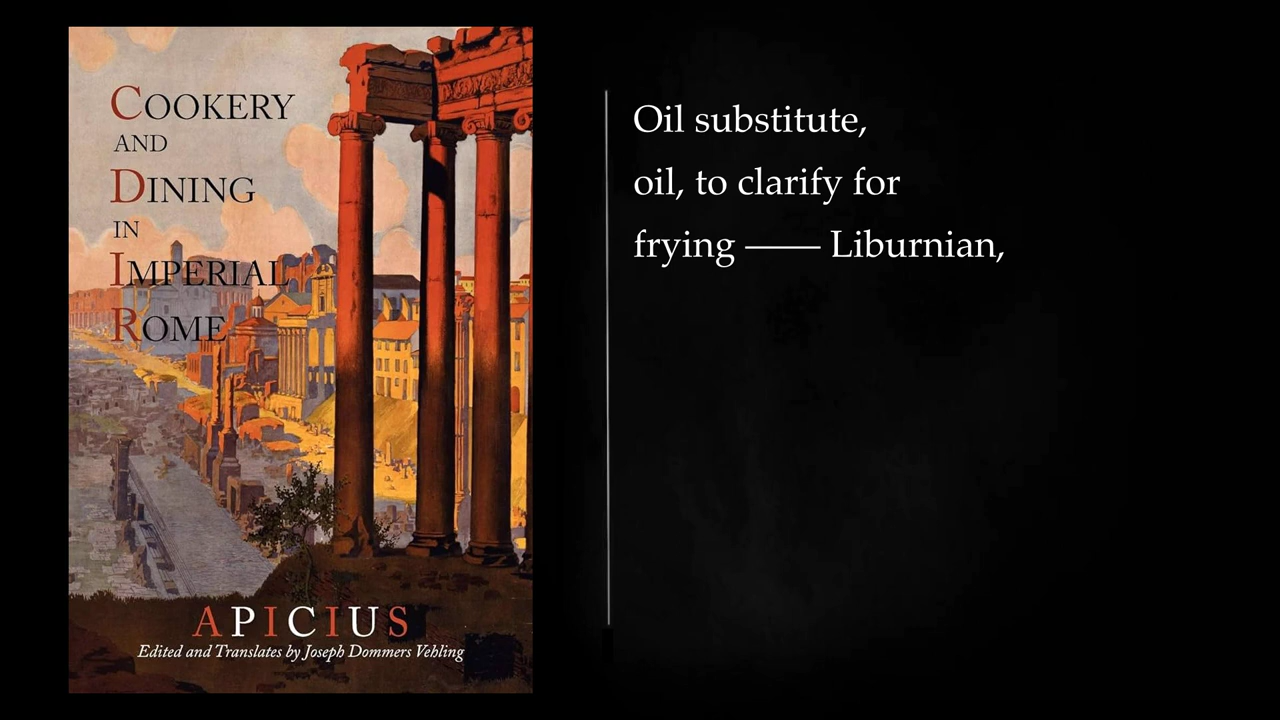 COOKERY
AND
DINING
IN
IMPERIAL
ROME
APICIUS
Edited and Translates by Joseph Dommers Vehling
Oil substitute,
oil, to clarify for
frying —— Liburnian,